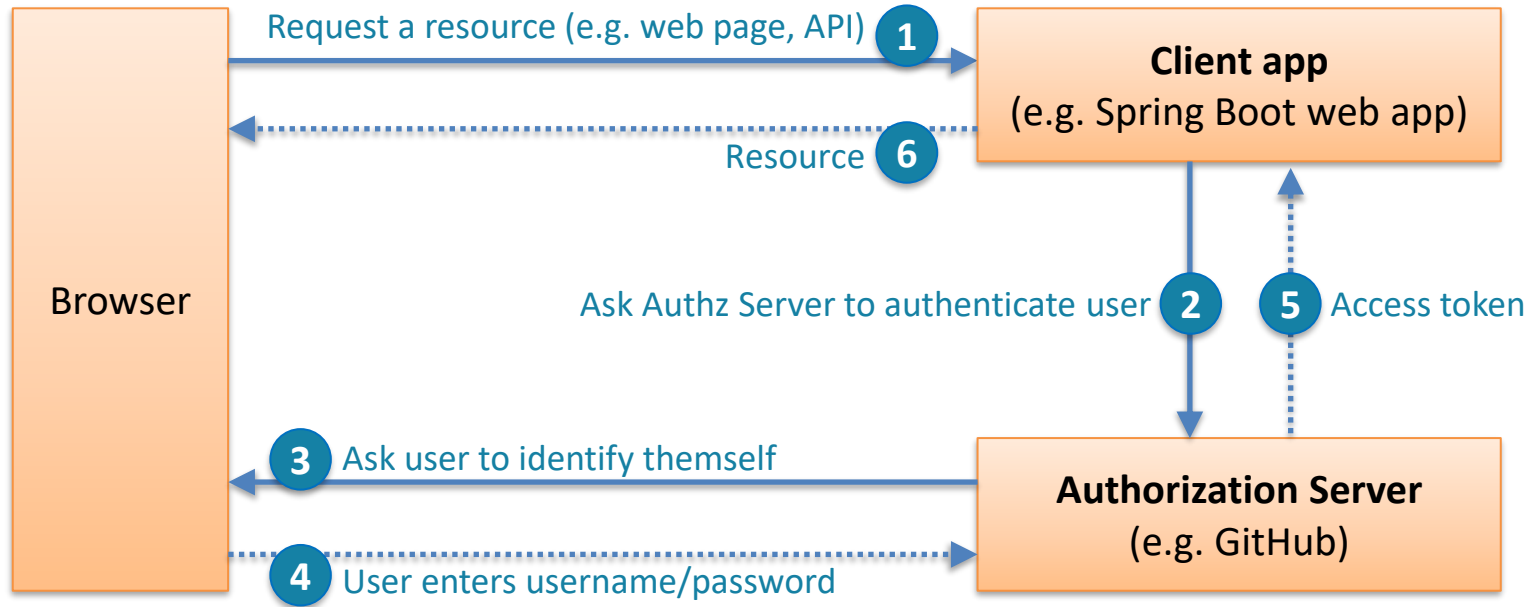 Request a resource (e.g. web page, API) 1
Client app
(e.g. Spring Boot web app)
Resource 6
Browser
Ask Authz Server to authenticate user 2
5 Access token
3 Ask user to identify themself
Authorization Server
(e.g. GitHub)
4 User enters username/password